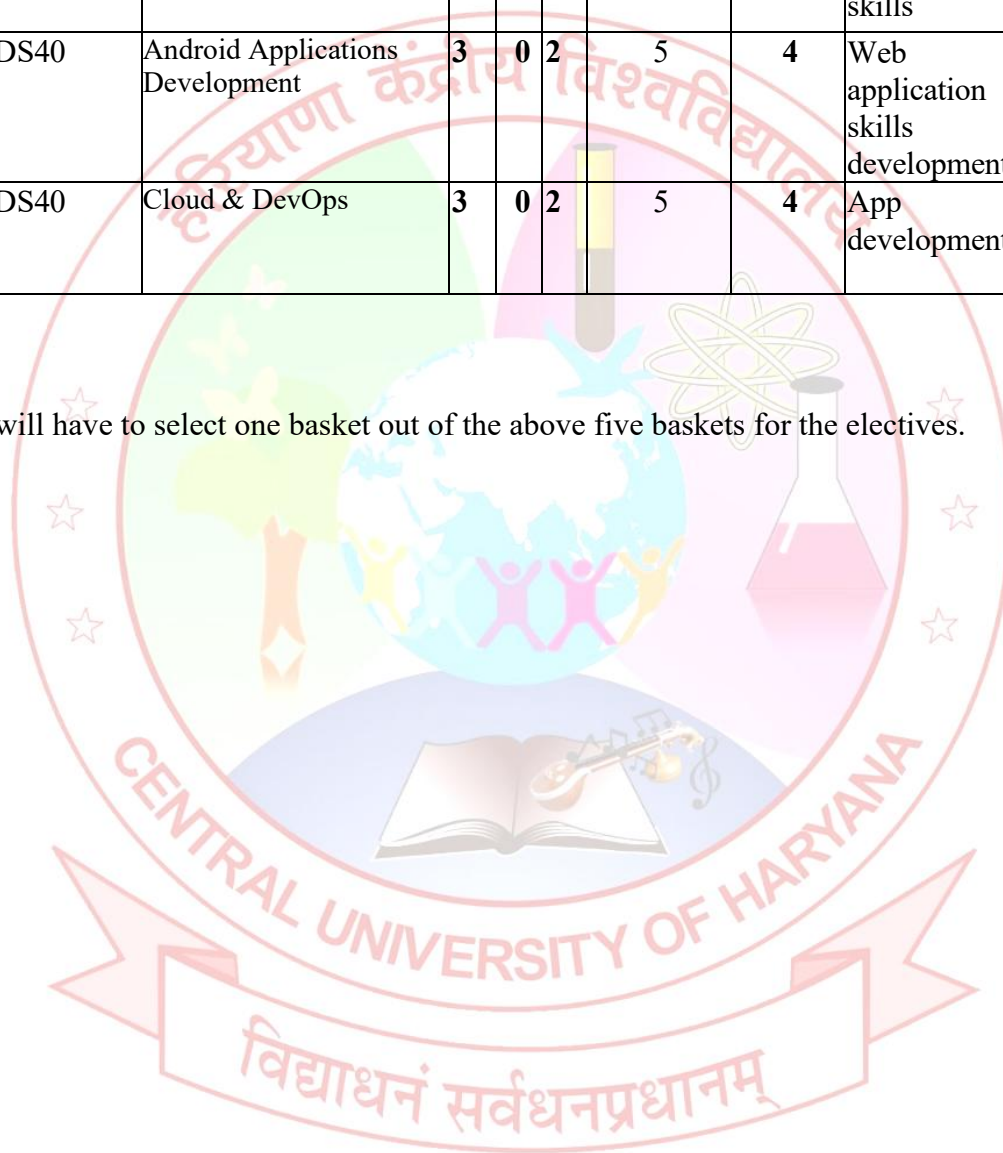 skills
DS40 Android Applications 3 0 2 5 4 Web
Development application
skills
development
DS40 Cloud & DevOps 3 0 2 5 4 App
development
will have to select one basket out of the above five baskets for the electives.
हरियाणा केंद्रीय विश्वविद्यालय
CENTRAL UNIVERSITY OF HARYANA
विद्याधनं सर्वधनप्रधानम्